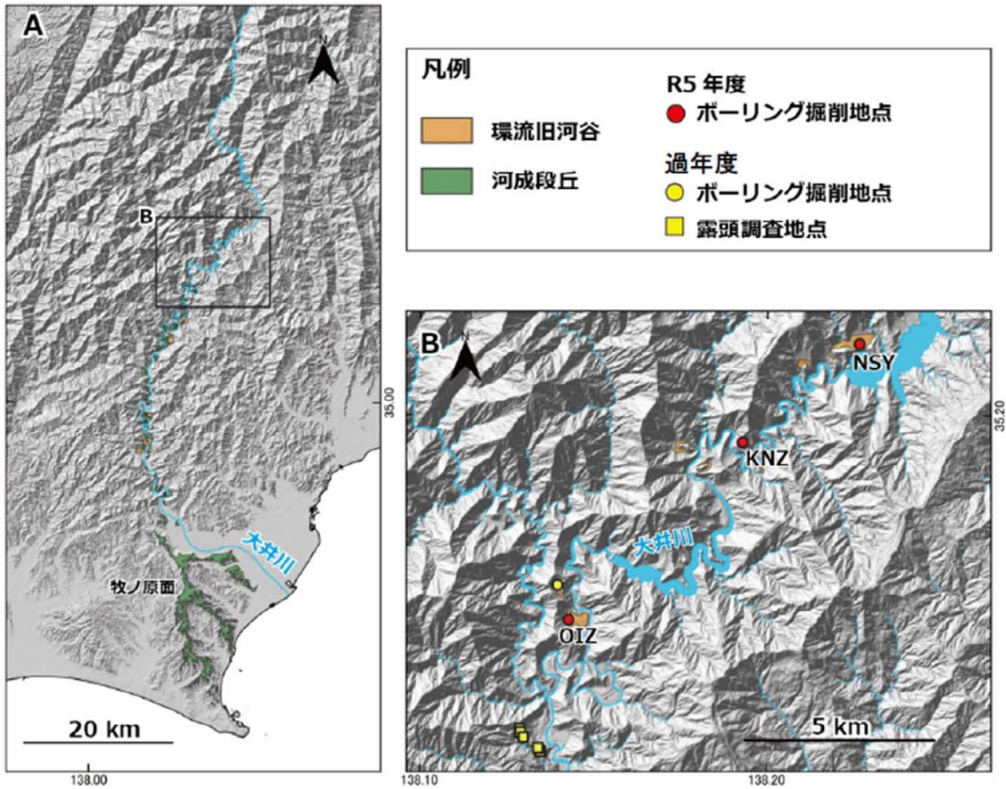 A
N
B
35.00
大井川
牧ノ原面
20 km
138.00
凡例
環流旧河谷
河成段丘
R5 年度
ボーリング掘削地点
過年度
ボーリング掘削地点
露頭調査地点
B
N
NSY
35.20
KNZ
大井川
OIZ
5 km
138.10
138.20